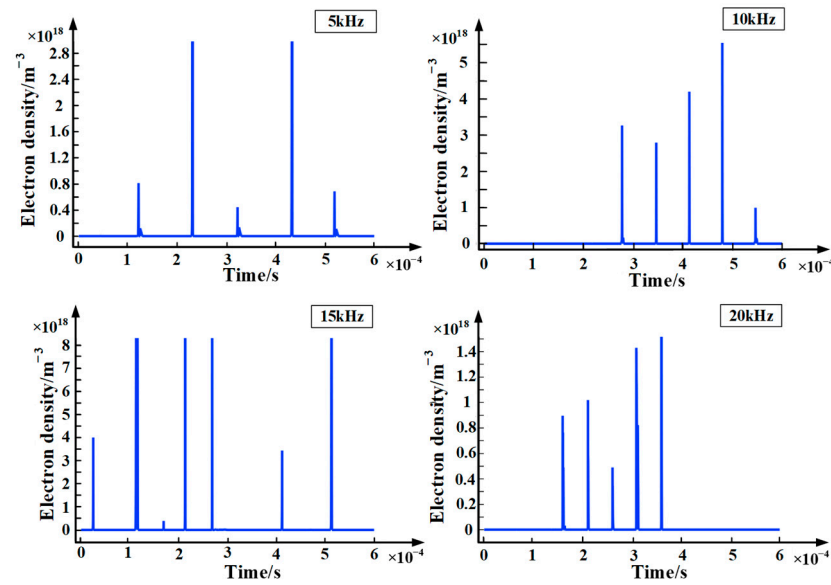 5kHz
×10¹⁸
Electron density/m⁻³
2.8
2.4
2
1.6
1.2
0.8
0.4
0
0 1 2 3 4 5 6 ×10⁻⁴
Time/s
10kHz
×10¹⁸
Electron density/m⁻³
5
4
3
2
1
0
0 1 2 3 4 5 6 ×10⁻⁴
Time/s
15kHz
×10¹⁸
Electron density/m⁻³
8
7
6
5
4
3
2
1
0
0 1 2 3 4 5 6 ×10⁻⁴
Time/s
20kHz
×10¹⁸
Electron density/m⁻³
1.4
1.2
1
0.8
0.6
0.4
0.2
0
0 1 2 3 4 5 6 ×10⁻⁴
Time/s